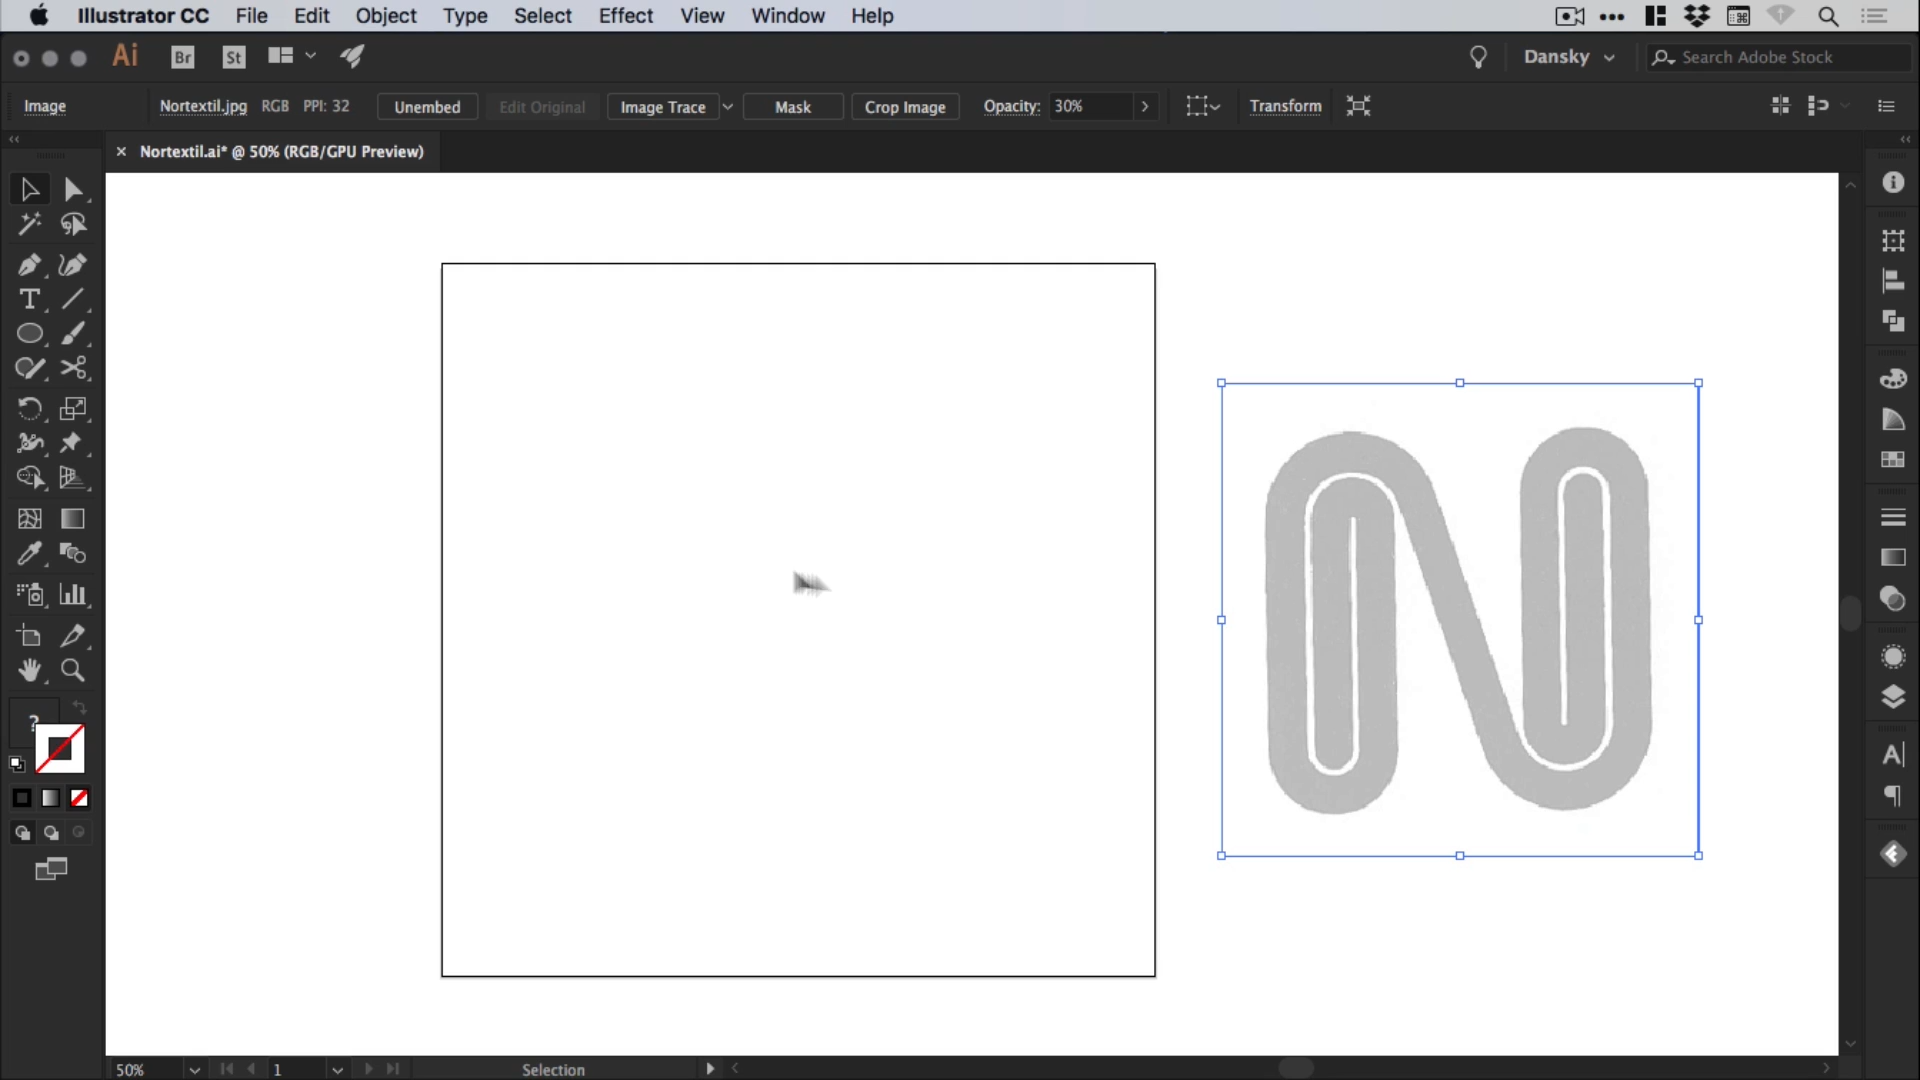 Illustrator CC File Edit Object Type Select Effect View Window Help
Ai Br St Dansky Search Adobe Stock
Image Nortextil.jpg RGB PPI: 32 Unembed Edit Original Image Trace Mask Crop Image Opacity: 30% Transform
× Nortextil.ai* @ 50% (RGB/GPU Preview)
T
?
A
N
50% 1 Selection